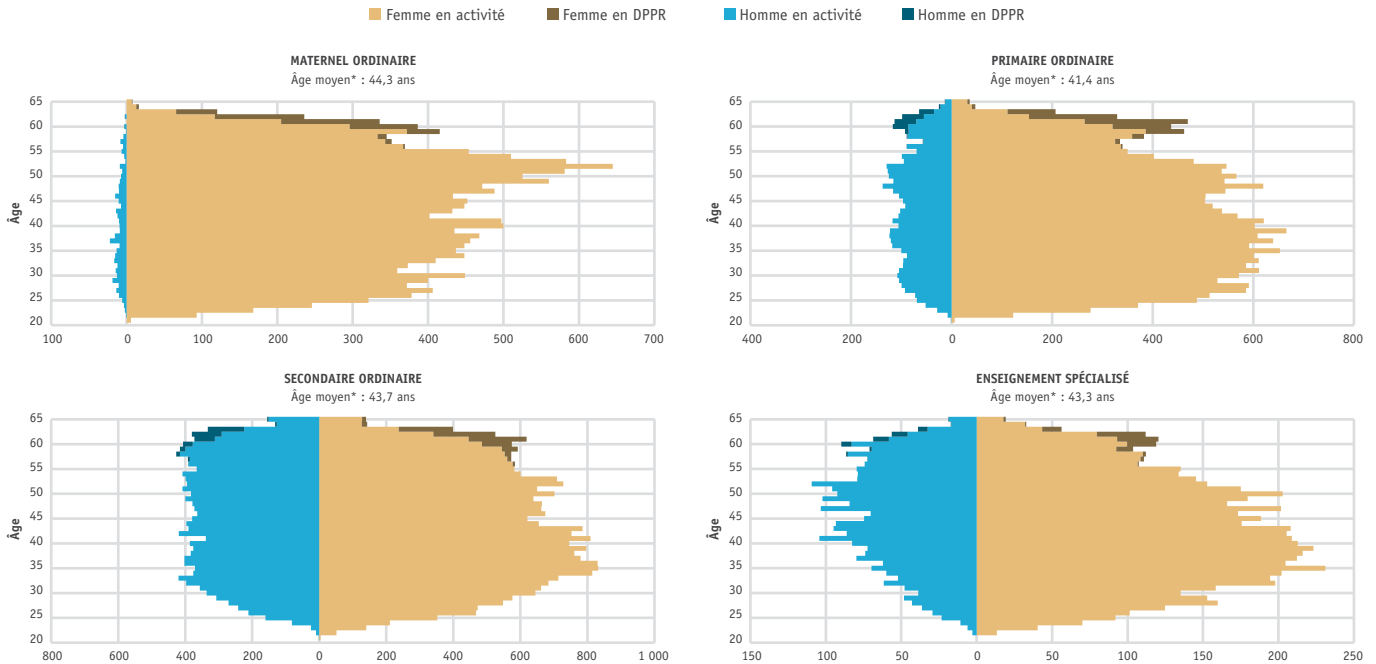 Femme en activité Femme en DPPR Homme en activité Homme en DPPR
MATERNEL ORDINAIRE
Âge moyen* : 44,3 ans
Âge
65
60
55
50
45
40
35
30
25
20
100 0 100 200 300 400 500 600 700
PRIMAIRE ORDINAIRE
Âge moyen* : 41,4 ans
65
60
55
50
45
40
35
30
25
20
400 200 0 200 400 600 800
SECONDAIRE ORDINAIRE
Âge moyen* : 43,7 ans
Âge
65
60
55
50
45
40
35
30
25
20
800 600 400 200 0 200 400 600 800 1 000
ENSEIGNEMENT SPÉCIALISÉ
Âge moyen* : 43,3 ans
Âge
65
60
55
50
45
40
35
30
25
20
150 100 50 0 50 100 150 200 250